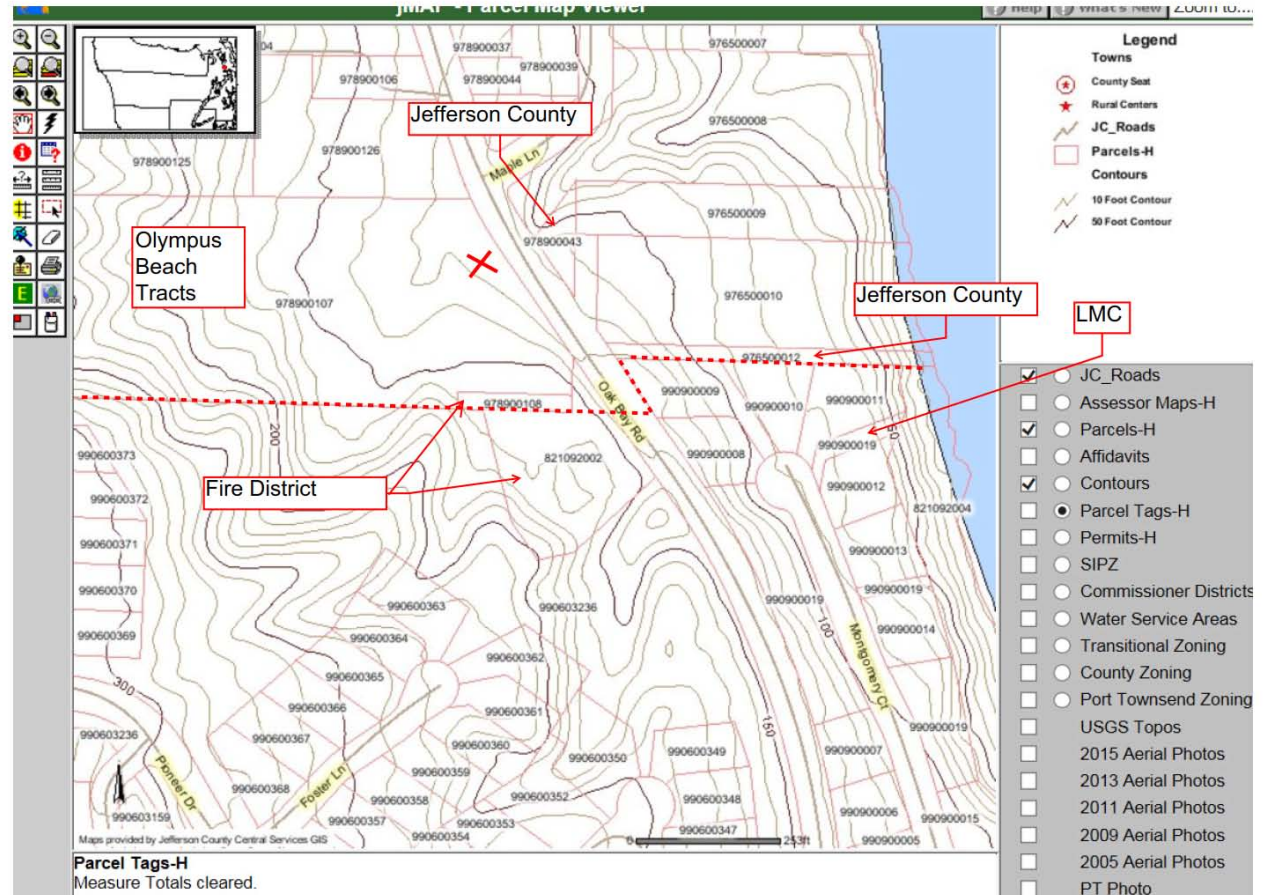 jMAP - Parcel Map Viewer
Help
What's New
Zoom to....
978900037
976500007
978900039
978900106
978900044
Jefferson County
976500008
978900125
978900126
Maple Ln
976500009
Olympus
Beach
Tracts
978900043
978900107
976500010
Jefferson County
LMC
976500012
978900108
Oak Bay Rd
990900009
990900010
990900011
200
990600373
821092002
990900008
990900019
50
Fire District
990900012
990600372
821092004
990600371
990900013
990600370
990600363
990603236
990900019
990900019
990600369
990600364
100
Montgomery Ct
990900014
990600362
990600365
300
990600366
990600361
990603236
990600367
990600360
990600350
990600349
150
990900007
990900019
Pioneer Dr
990600368
Foster Ln
990600359
990600358
990600352
990600348
990603159
990600357
990600353
990600354
990600347
990900006
990900015
990900005
Maps provided by Jefferson County Central Services GIS
0
253ft
Parcel Tags-H
Measure Totals cleared.
Legend
Towns
County Seat
Rural Centers
JC_Roads
Parcels-H
Contours
10 Foot Contour
50 Foot Contour
JC_Roads
Assessor Maps-H
Parcels-H
Affidavits
Contours
Parcel Tags-H
Permits-H
SIPZ
Commissioner Districts
Water Service Areas
Transitional Zoning
County Zoning
Port Townsend Zoning
USGS Topos
2015 Aerial Photos
2013 Aerial Photos
2011 Aerial Photos
2009 Aerial Photos
2005 Aerial Photos
PT Photo